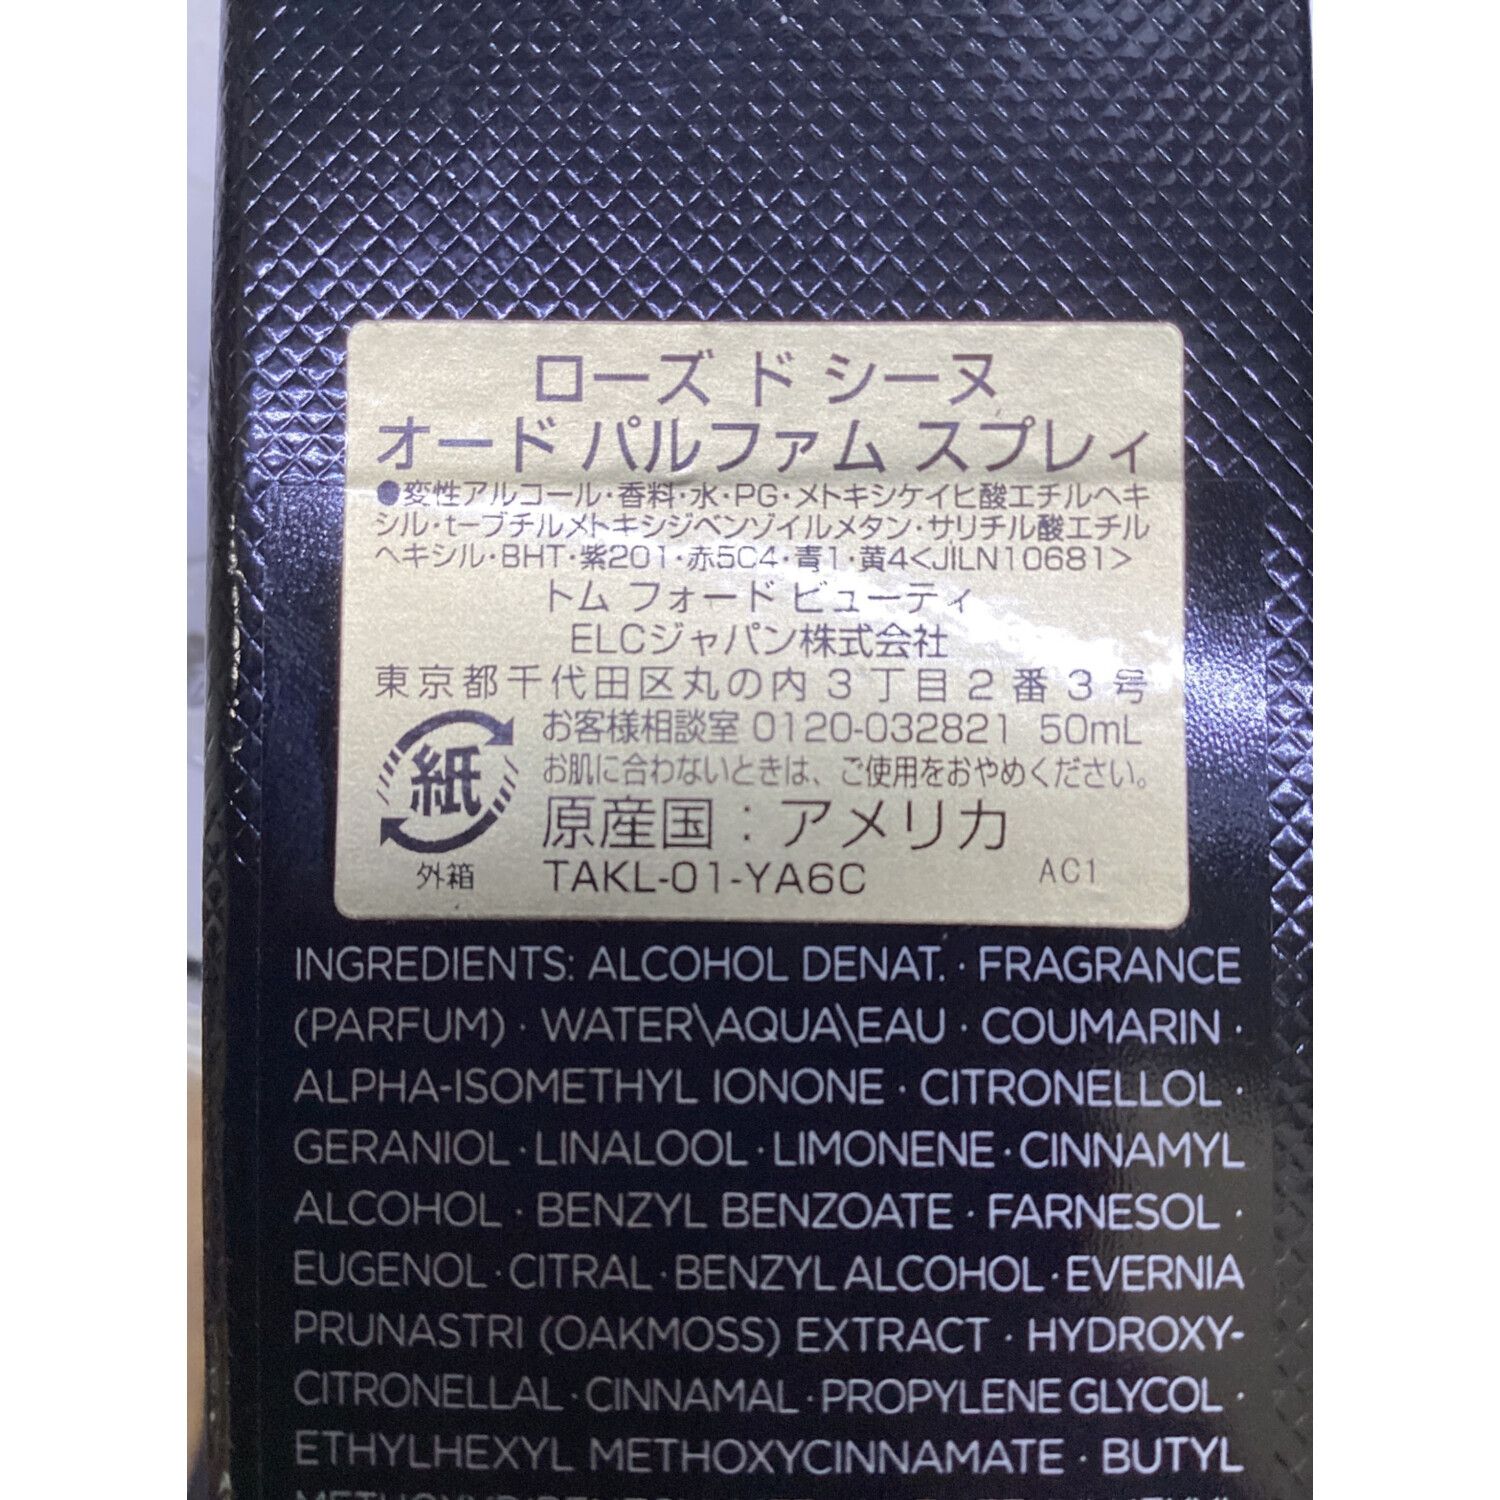 ローズ ド シーヌ
オード パルファム スプレィ
●変性アルコール・香料・水・PG・メトキシケイヒ酸エチルヘキ
シル・t-ブチルメトキシジベンゾイルメタン・サリチル酸エチル
ヘキシル・BHT・紫201・赤504・青1・黄4<JILN10681>
トム フォード ビューティ
ELCジャパン株式会社
東京都千代田区丸の内3丁目2番3号
お客様相談室 0120-032821 50mL
お肌に合わないときは、ご使用をおやめください。
紙
原産国：アメリカ
外箱 TAKL-01-YA6C AC1
INGREDIENTS: ALCOHOL DENAT. · FRAGRANCE
(PARFUM) · WATER\AQUA\EAU · COUMARIN ·
ALPHA-ISOMETHYL IONONE · CITRONELLOL ·
GERANIOL · LINALOOL · LIMONENE · CINNAMYL
ALCOHOL · BENZYL BENZOATE · FARNESOL ·
EUGENOL · CITRAL · BENZYL ALCOHOL · EVERNIA
PRUNASTRI (OAKMOSS) EXTRACT · HYDROXY-
CITRONELLAL · CINNAMAL · PROPYLENE GLYCOL ·
ETHYLHEXYL METHOXYCINNAMATE · BUTYL